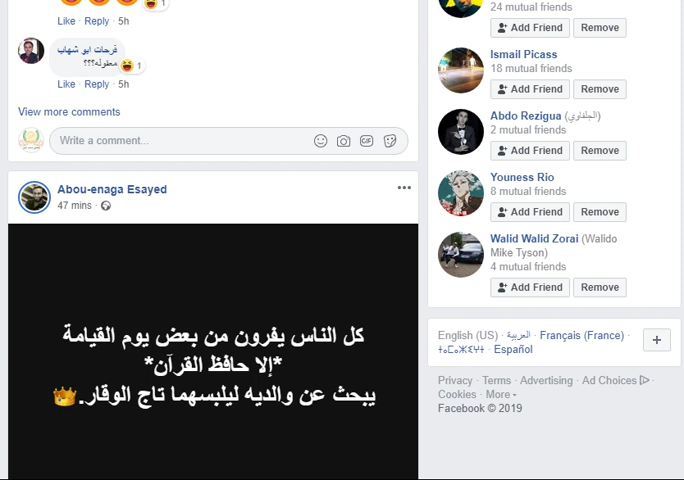 1
Like · Reply · 5h
فرحات ابو شهاب
معقوله؟؟؟
1
Like · Reply · 5h
View more comments
Write a comment...
GIF
Abou-enaga Esayed
47 mins ·
كل الناس يفرون من بعض يوم القيامة
*إلا حافظ القرآن*
يبحث عن والديه ليلبسهما تاج الوقار.
24 mutual friends
Add Friend
Remove
Ismail Picass
18 mutual friends
Add Friend
Remove
Abdo Rezigua (الجلفاوي)
2 mutual friends
Add Friend
Remove
Youness Rio
8 mutual friends
Add Friend
Remove
Walid Walid Zorai (Walido
Mike Tyson)
4 mutual friends
Add Friend
Remove
English (US) · العربية · Français (France) ·
ⵜⴰⵎⴰⵣⵉⵖⵜ · Español
Privacy · Terms · Advertising · Ad Choices ·
Cookies · More
Facebook © 2019